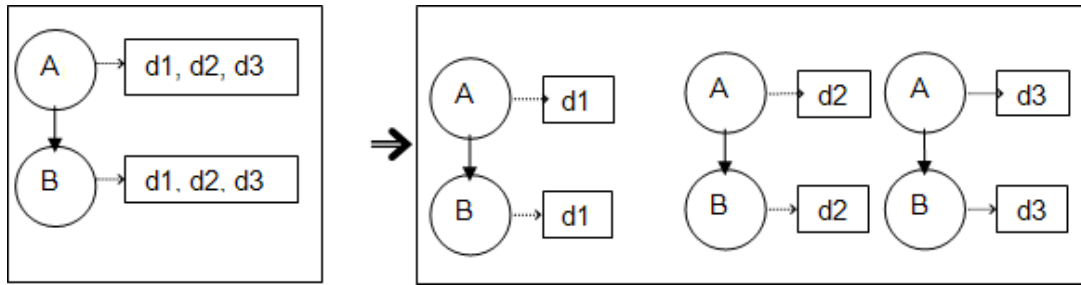 A d1, d2, d3
B d1, d2, d3
A d1 A d2 A d3
B d1 B d2 B d3